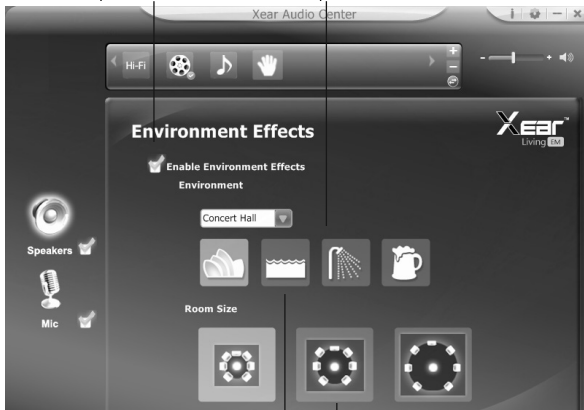 Xear Audio Center
Hi-Fi
Environment Effects
Xear™
Living EM
Enable Environment Effects
Environment
Concert Hall
Speakers
Mic
Room Size